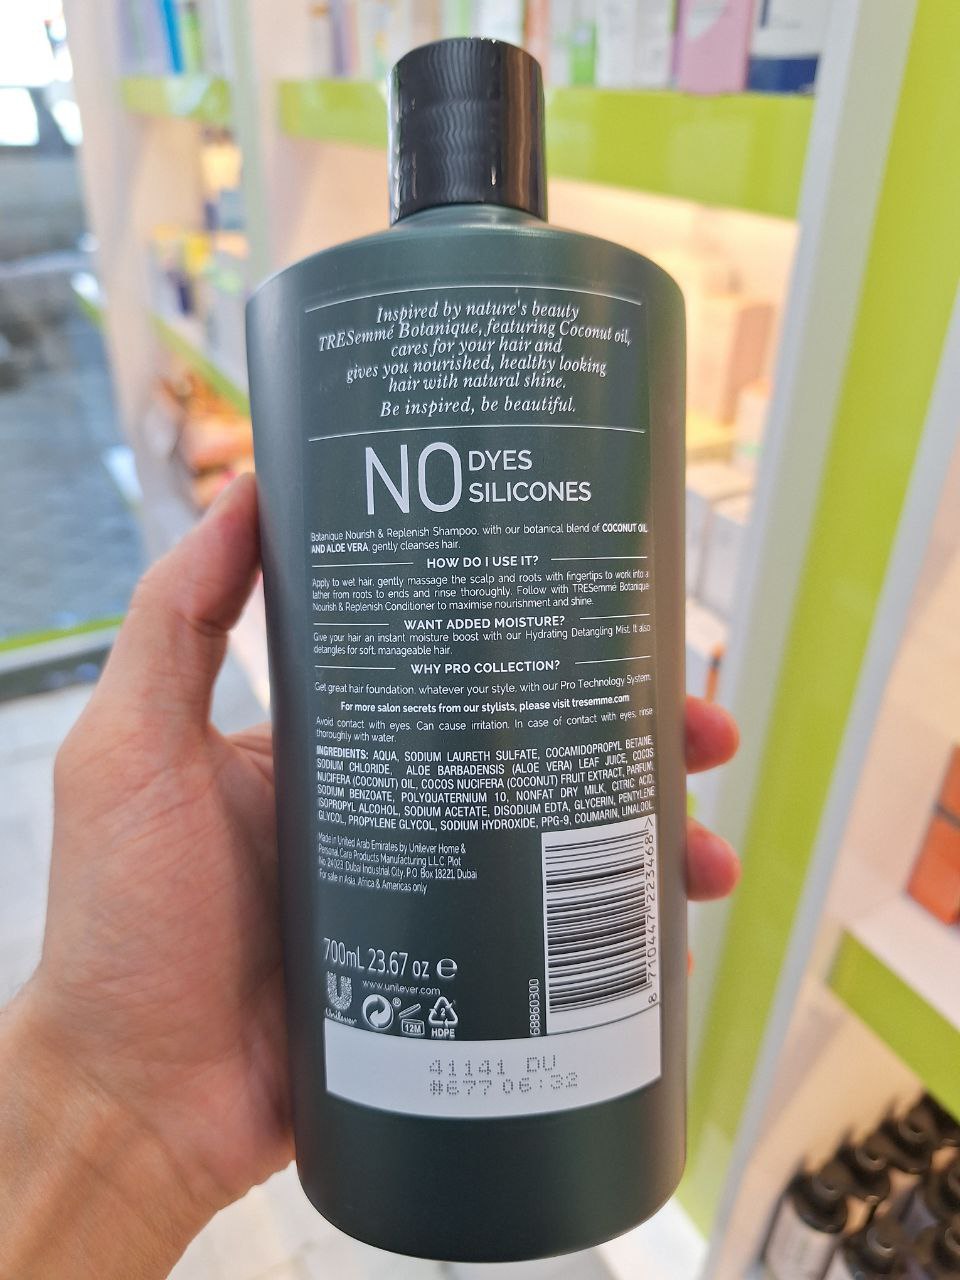 Inspired by nature's beauty
TRESemmé Botanique, featuring Coconut oil,
cares for your hair and
gives you nourished, healthy looking
hair with natural shine.
Be inspired, be beautiful.
NO DYES
SILICONES
Botanique Nourish & Replenish Shampoo, with our botanical blend of COCONUT OIL
AND ALOE VERA, gently cleanses hair.
HOW DO I USE IT?
Apply to wet hair, gently massage the scalp and roots with fingertips to work into a
lather from roots to ends and rinse thoroughly. Follow with TRESemmé Botanique
Nourish & Replenish Conditioner to maximise nourishment and shine.
WANT ADDED MOISTURE?
Give your hair an instant moisture boost with our Hydrating Detangling Mist. It also
detangles for soft, manageable hair.
WHY PRO COLLECTION?
Get great hair foundation, whatever your style, with our Pro Technology System.
For more salon secrets from our stylists, please visit tresemme.com
Avoid contact with eyes. Can cause irritation. In case of contact with eyes, rinse
thoroughly with water.
INGREDIENTS: AQUA, SODIUM LAURETH SULFATE, COCAMIDOPROPYL BETAINE,
SODIUM CHLORIDE, ALOE BARBADENSIS (ALOE VERA) LEAF JUICE, COCOS
NUCIFERA (COCONUT) OIL, COCOS NUCIFERA (COCONUT) FRUIT EXTRACT, PARFUM,
SODIUM BENZOATE, POLYQUATERNIUM 10, NONFAT DRY MILK, CITRIC ACID,
ISOPROPYL ALCOHOL, SODIUM ACETATE, DISODIUM EDTA, GLYCERIN, PENTYLENE
GLYCOL, PROPYLENE GLYCOL, SODIUM HYDROXIDE, PPG-9, COUMARIN, LINALOOL.
Made in United Arab Emirates by Unilever Home &
Personal Care Products Manufacturing L.L.C. Plot
No. 24023, Dubai Industrial City, P.O. Box 18221, Dubai
For sale in Asia, Africa & Americas only
700mL 23.67 oz e
www.unilever.com
Unilever
12M
2
HDPE
68860300
8 710447 223468 >
41141 DU
#677 06:32